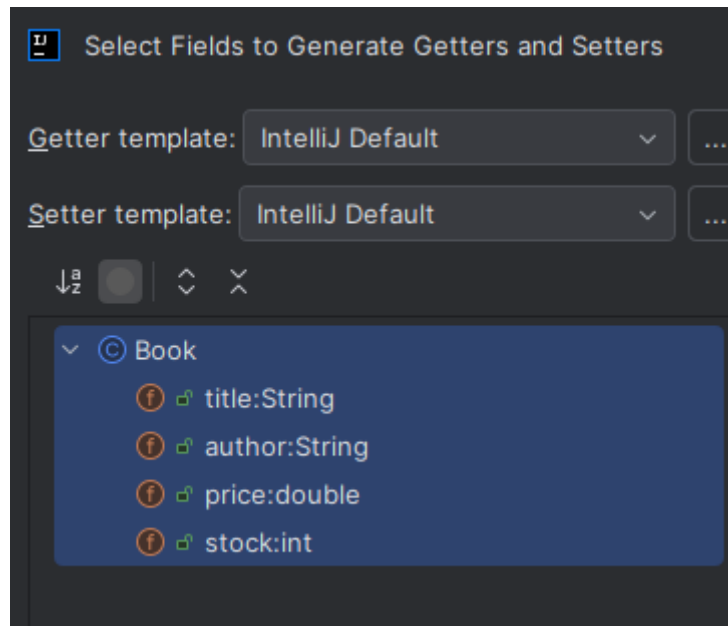 IJ Select Fields to Generate Getters and Setters
Getter template: IntelliJ Default ...
Setter template: IntelliJ Default ...
a z
C Book
f title:String
f author:String
f price:double
f stock:int